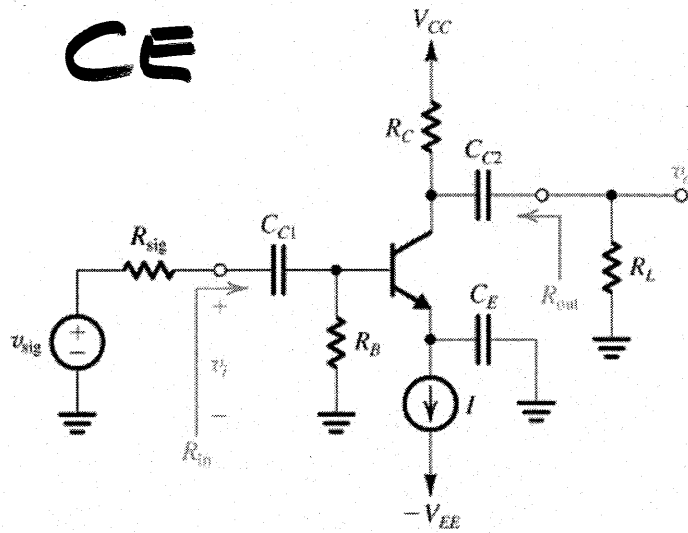 CE
V_CC
R_C
C_C2
v_o
C_C1
R_sig
R_L
C_E
R_out
v_sig
+
−
+
v_i
−
R_B
I
R_in
−V_EE